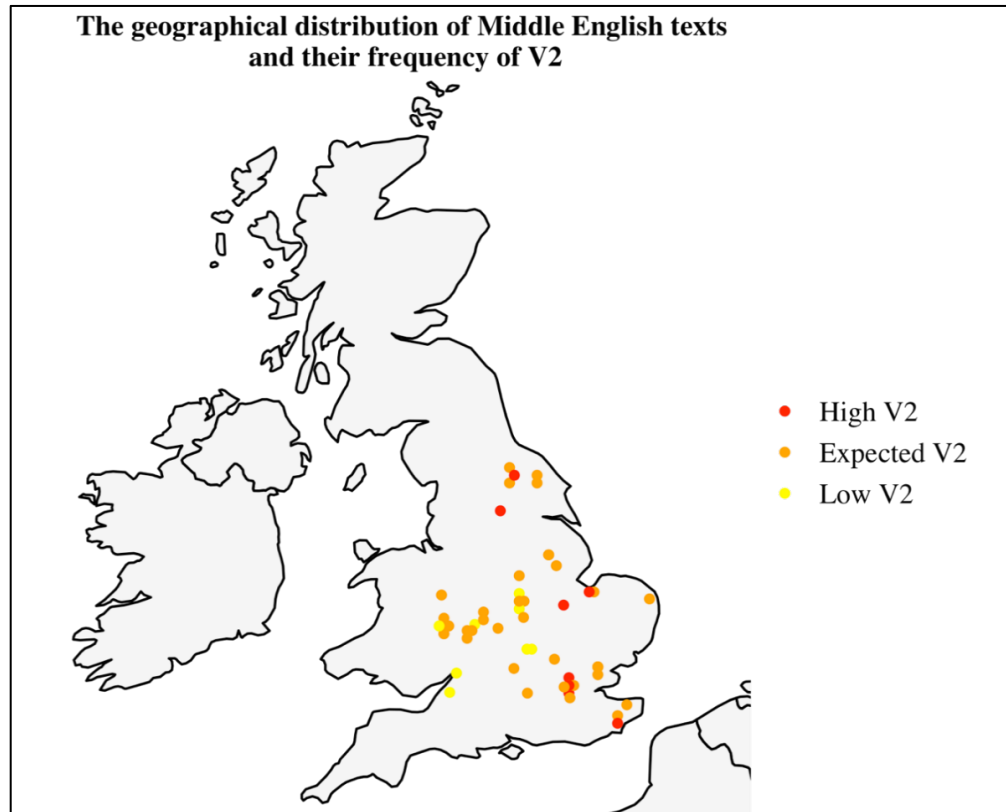 The geographical distribution of Middle English texts
and their frequency of V2
High V2
Expected V2
Low V2